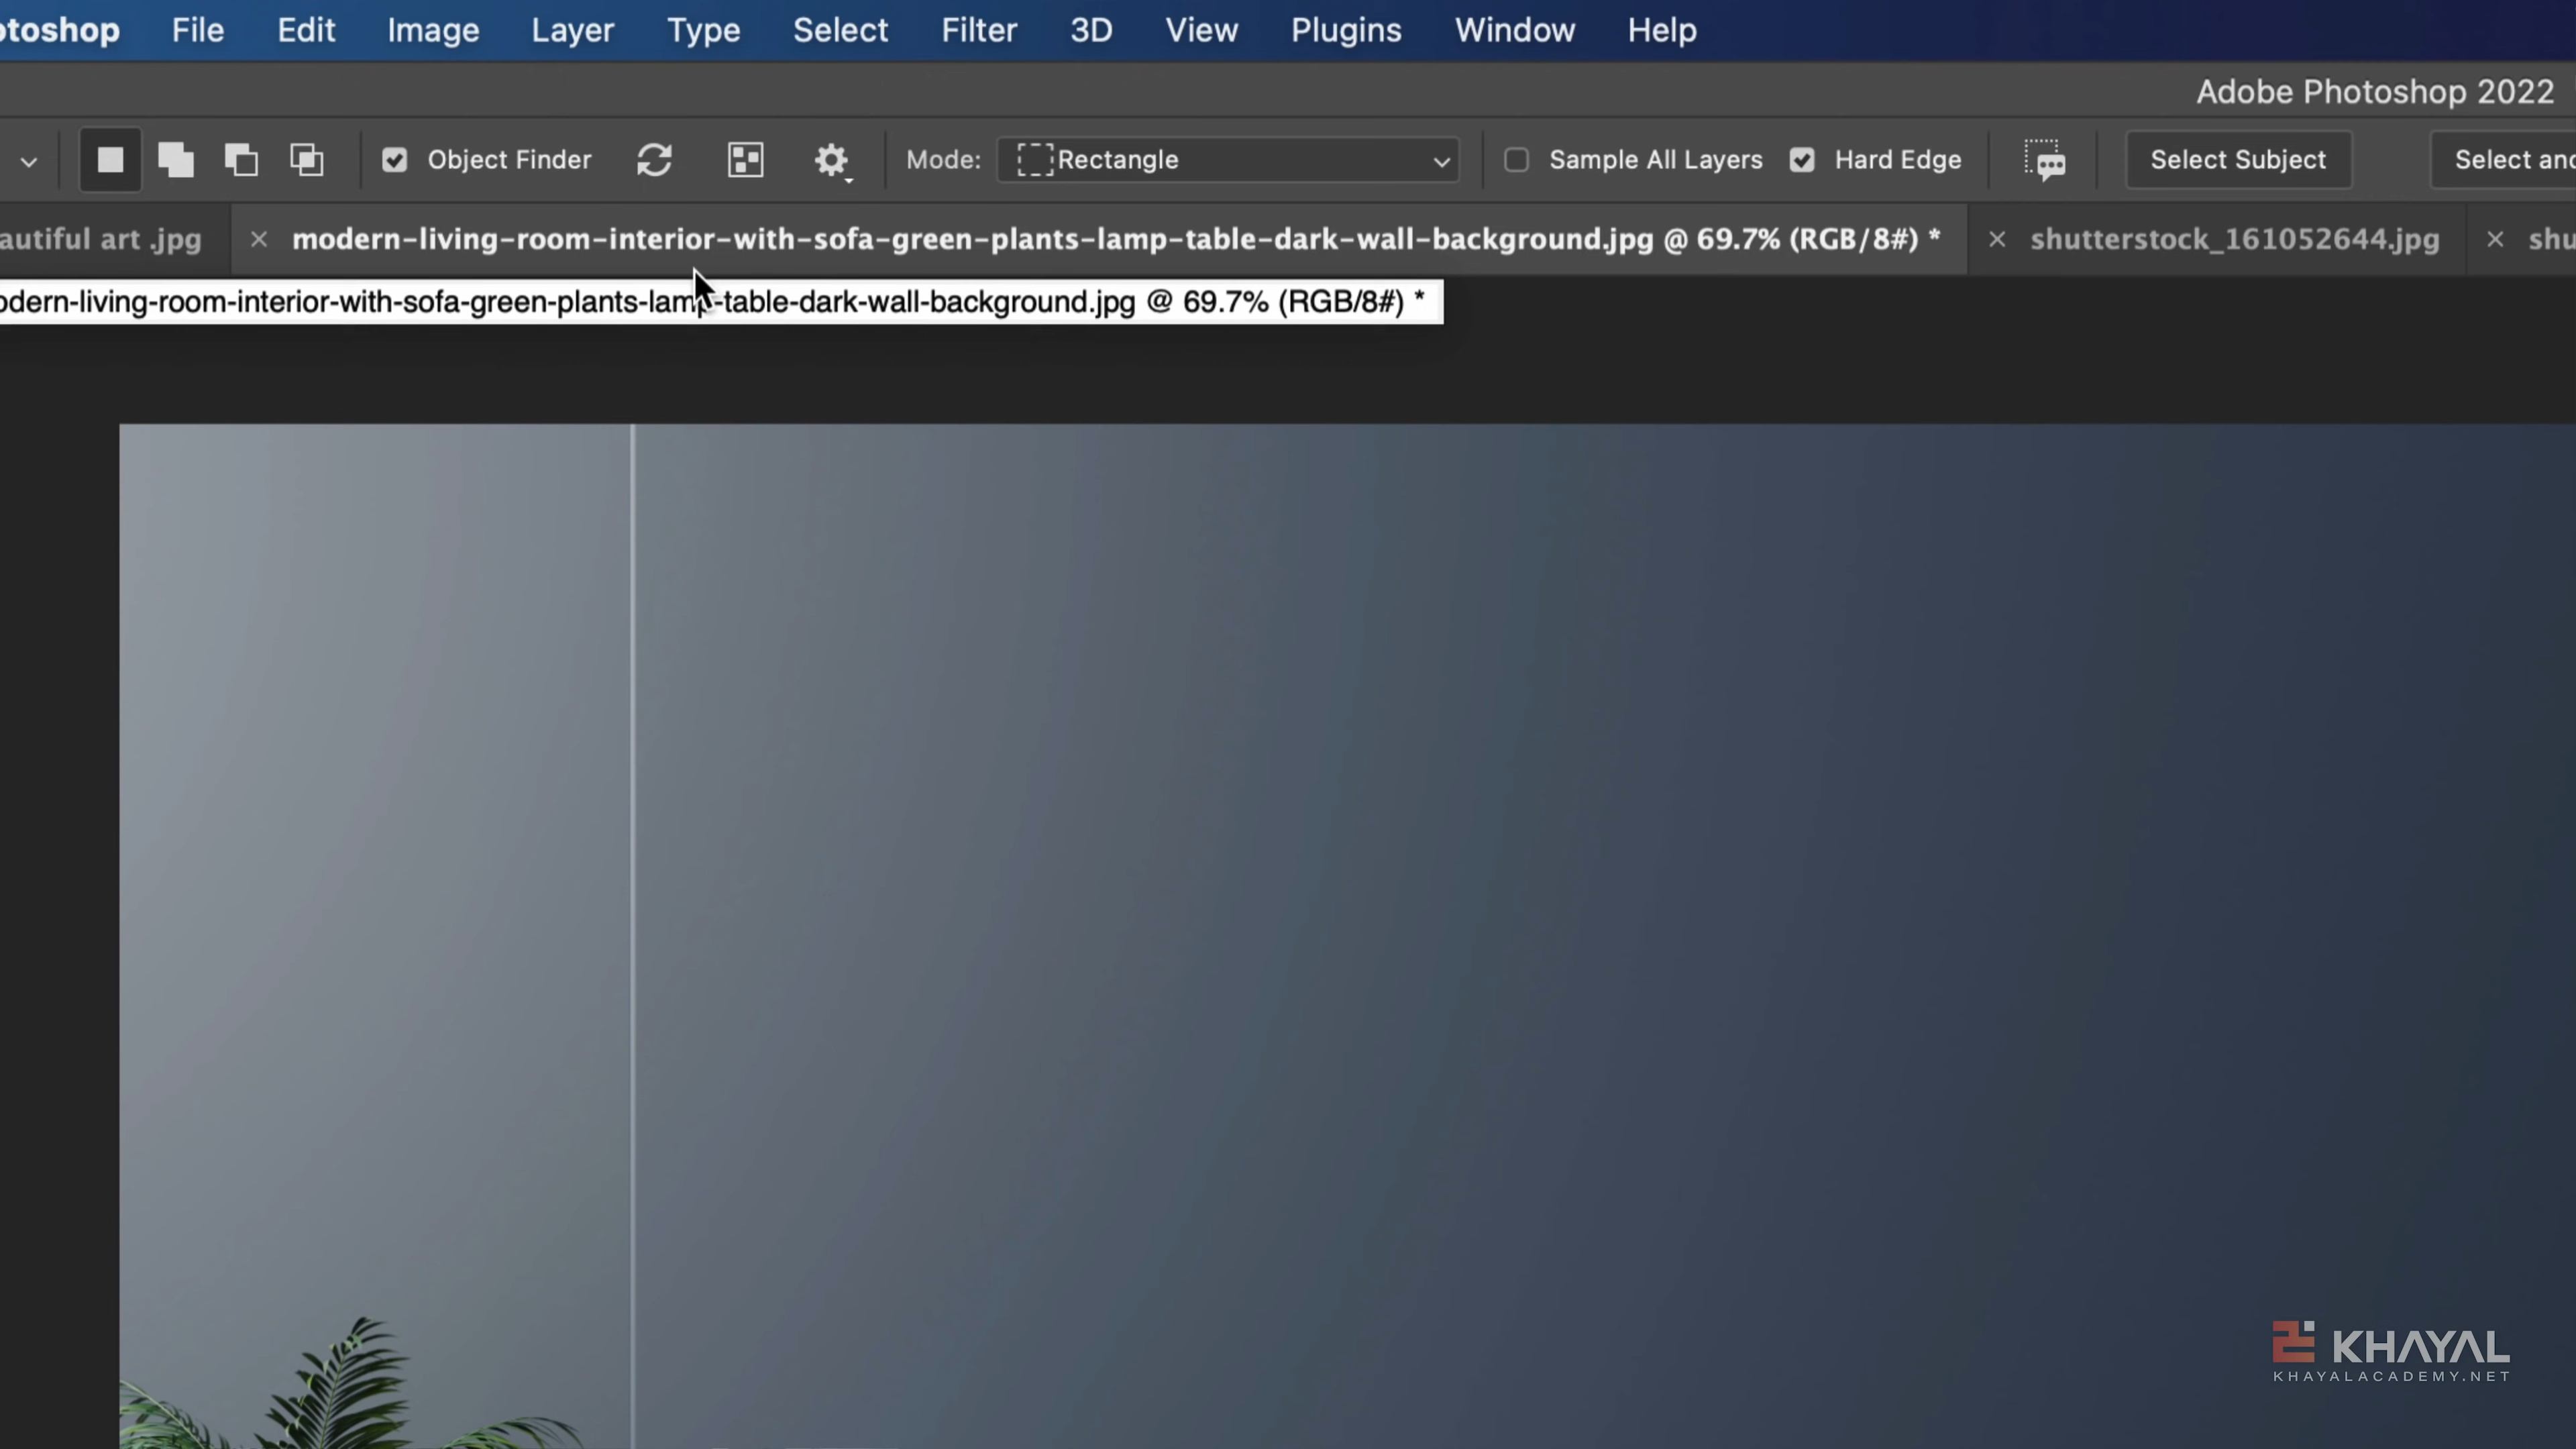 otoshop File Edit Image Layer Type Select Filter 3D View Plugins Window Help
Adobe Photoshop 2022
Object Finder Mode: Rectangle Sample All Layers Hard Edge Select Subject Select and
autiful art .jpg × modern-living-room-interior-with-sofa-green-plants-lamp-table-dark-wall-background.jpg @ 69.7% (RGB/8#) * × shutterstock_161052644.jpg × shu
odern-living-room-interior-with-sofa-green-plants-lamp-table-dark-wall-background.jpg @ 69.7% (RGB/8#) *
KHAYAL
KHAYALACADEMY.NET